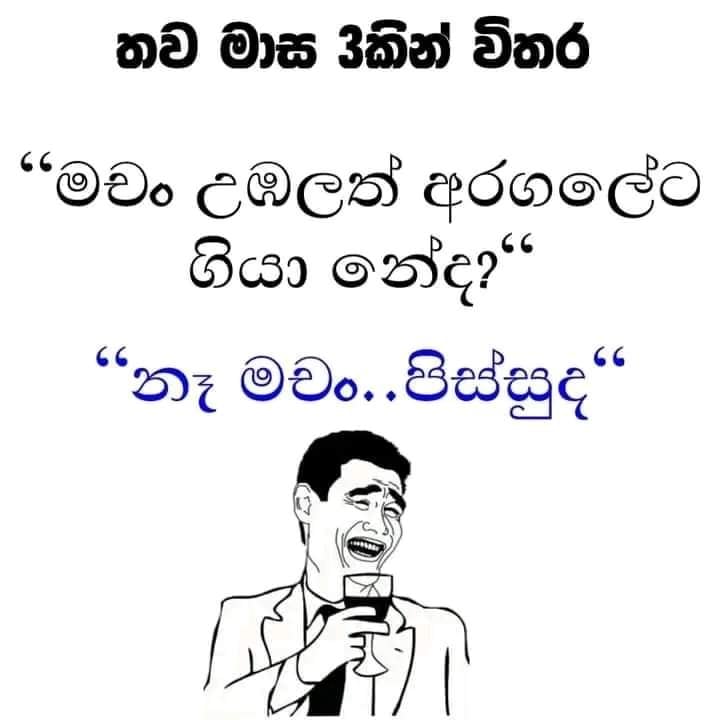 තව මාස 3කින් විතර
“මචං උඹලත් අරගලේට
ගියා නේද?“
“නෑ මචං..පිස්සුද“